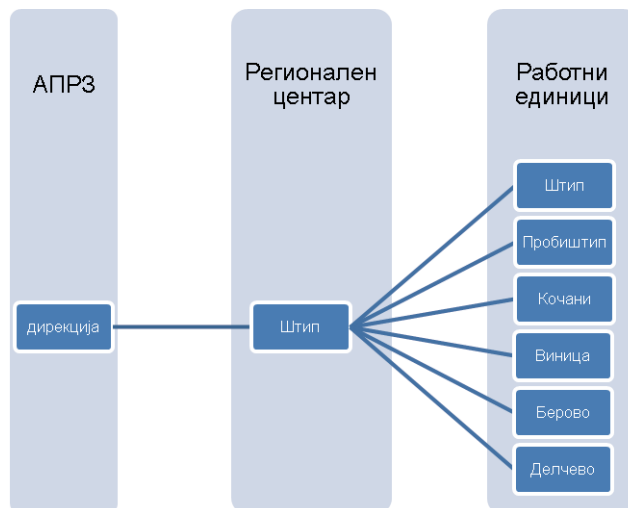 АПРЗ
Регионален
центар
Работни
единици
дирекција
Штип
Штип
Пробиштип
Кочани
Виница
Берово
Делчево